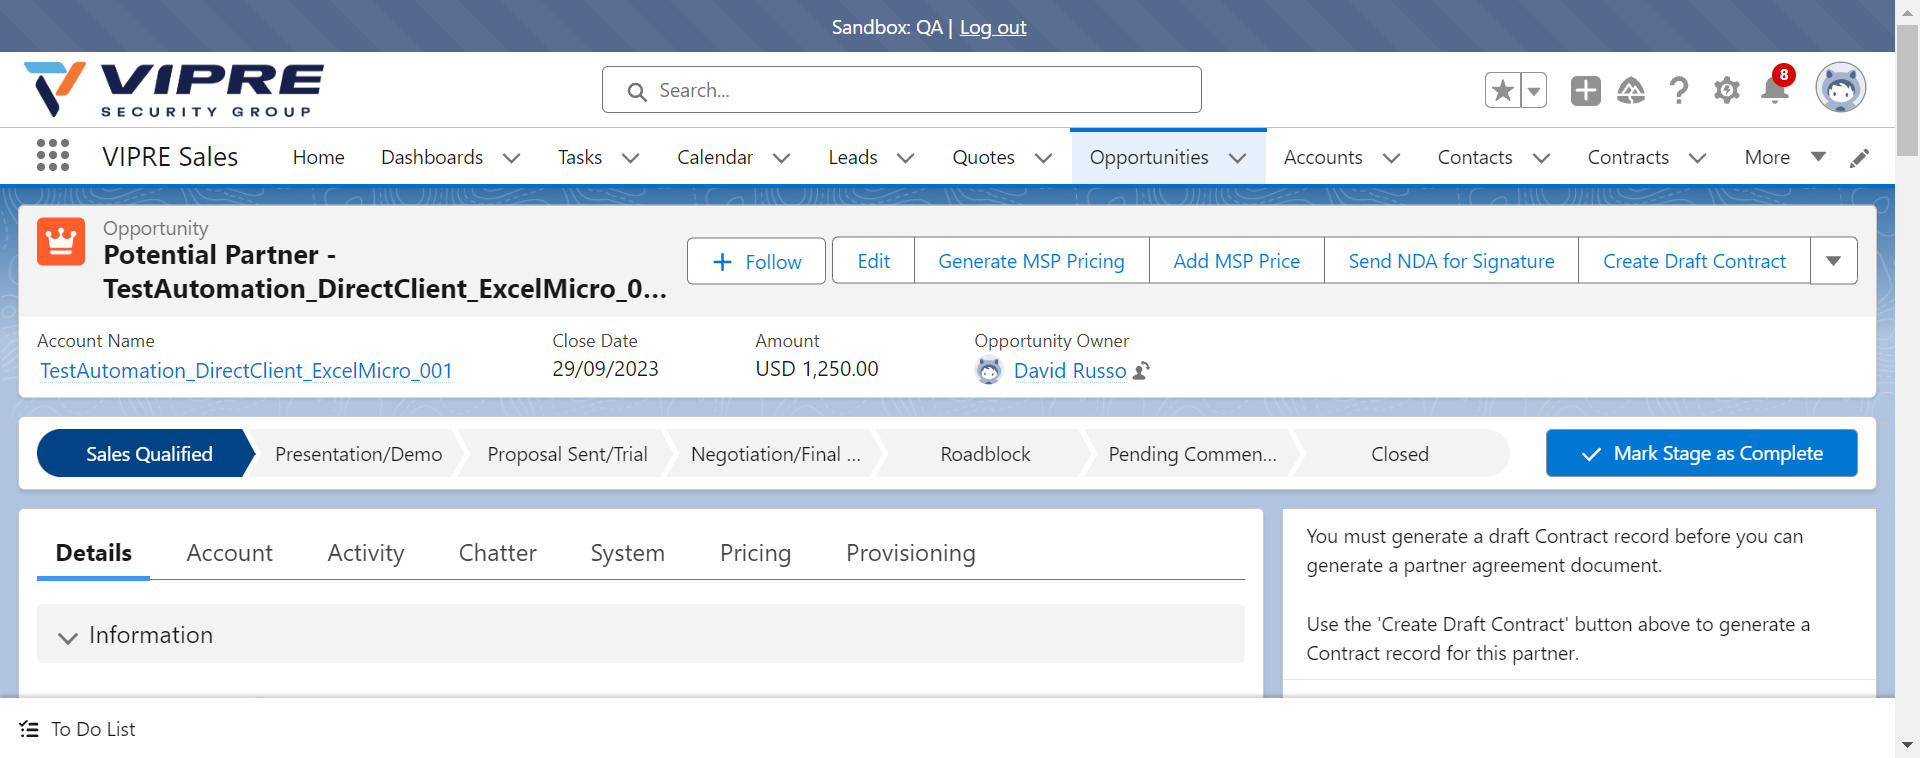 Sandbox: QA | Log out
VIPRE
SECURITY GROUP
Search...
8
VIPRE Sales
Home
Dashboards
Tasks
Calendar
Leads
Quotes
Opportunities
Accounts
Contacts
Contracts
More
Opportunity
Potential Partner -
TestAutomation_DirectClient_ExcelMicro_0...
Follow
Edit
Generate MSP Pricing
Add MSP Price
Send NDA for Signature
Create Draft Contract
Account Name
TestAutomation_DirectClient_ExcelMicro_001
Close Date
29/09/2023
Amount
USD 1,250.00
Opportunity Owner
David Russo
Sales Qualified
Presentation/Demo
Proposal Sent/Trial
Negotiation/Final ...
Roadblock
Pending Commen...
Closed
Mark Stage as Complete
Details
Account
Activity
Chatter
System
Pricing
Provisioning
Information
You must generate a draft Contract record before you can
generate a partner agreement document.
Use the 'Create Draft Contract' button above to generate a
Contract record for this partner.
To Do List